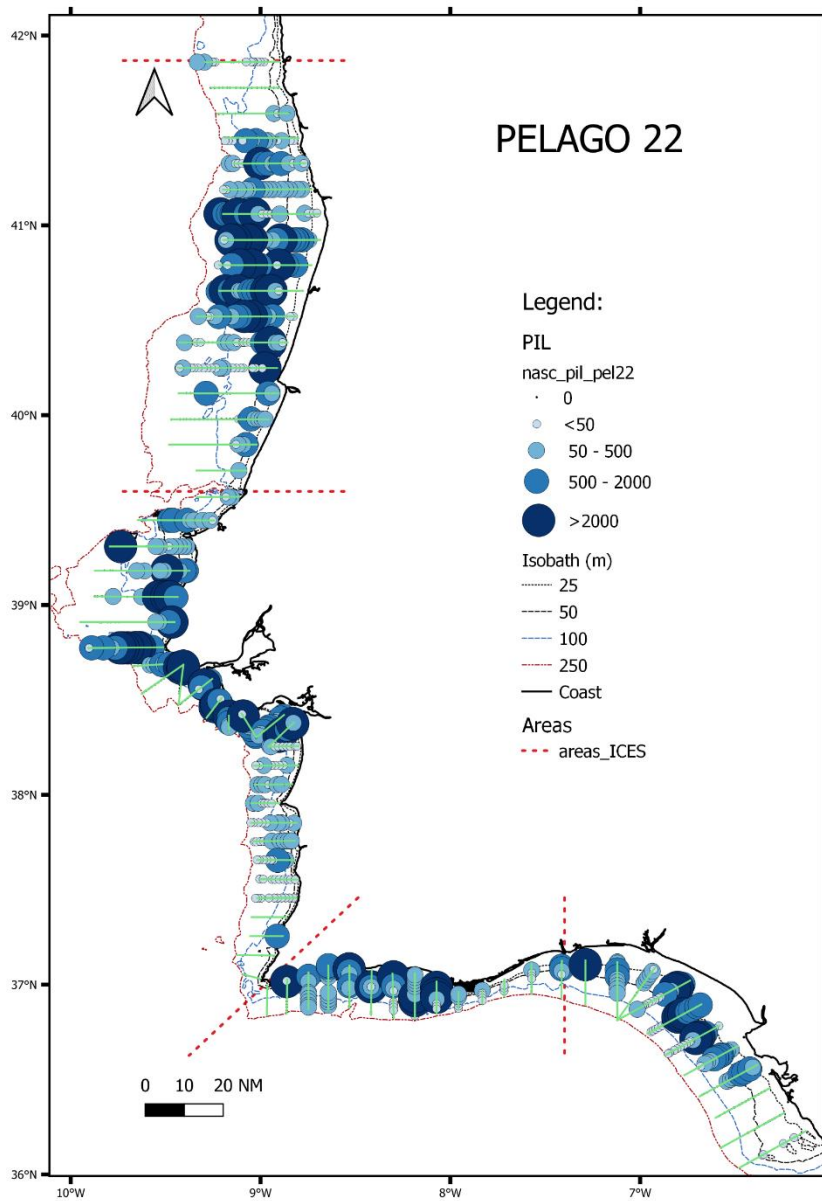 42°N
PELAGO 22
41°N
Legend:
PIL
nasc_pil_pel22
0
<50
50 - 500
500 - 2000
>2000
40°N
Isobath (m)
25
50
100
250
Coast
Areas
areas_ICES
39°N
38°N
37°N
0 10 20 NM
36°N
10°W 9°W 8°W 7°W